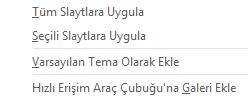 Tüm Slaytlara Uygula
Seçili Slaytlara Uygula
Varsayılan Tema Olarak Ekle
Hızlı Erişim Araç Çubuğu'na Galeri Ekle